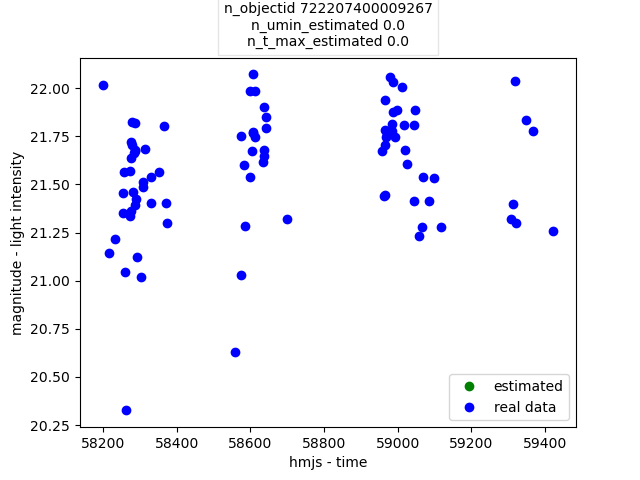 n_objectid 722207400009267
n_umin_estimated 0.0
n_t_max_estimated 0.0
22.00
21.75
21.50
21.25
21.00
20.75
20.50
20.25
magnitude - light intensity
estimated
real data
58200 58400 58600 58800 59000 59200 59400
hmjs - time